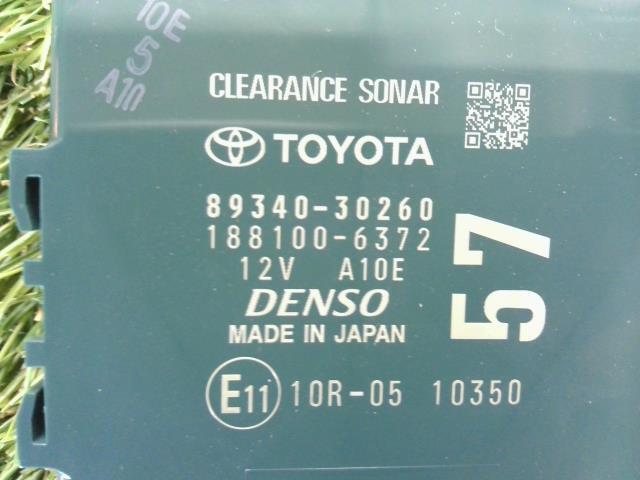 10E
5
A10
CLEARANCE SONAR
TOYOTA
89340-30260
188100-6372
12V A10E
DENSO
MADE IN JAPAN
57
E11 10R-05 10350